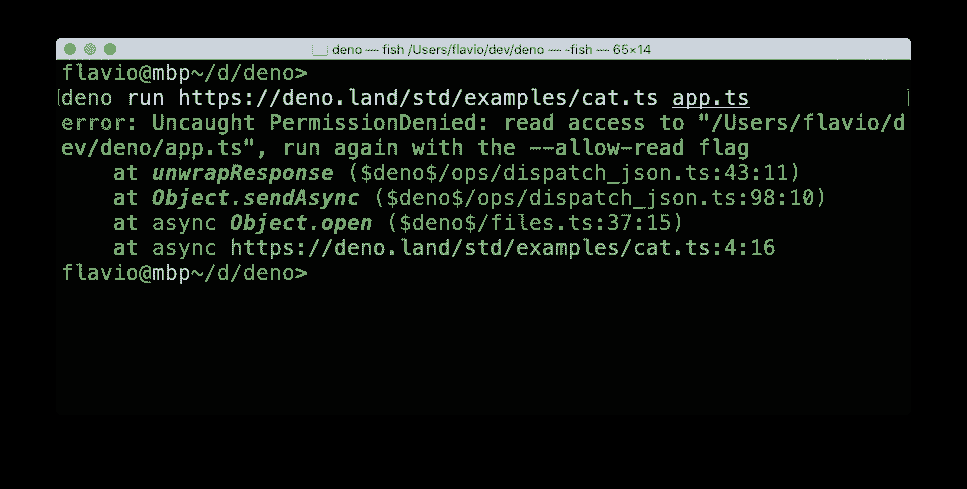 deno — fish /Users/flavio/dev/deno — -fish — 65×14
flavio@mbp~/d/deno>
deno run https://deno.land/std/examples/cat.ts app.ts
error: Uncaught PermissionDenied: read access to "/Users/flavio/d
ev/deno/app.ts", run again with the --allow-read flag
    at unwrapResponse ($deno$/ops/dispatch_json.ts:43:11)
    at Object.sendAsync ($deno$/ops/dispatch_json.ts:98:10)
    at async Object.open ($deno$/files.ts:37:15)
    at async https://deno.land/std/examples/cat.ts:4:16
flavio@mbp~/d/deno>